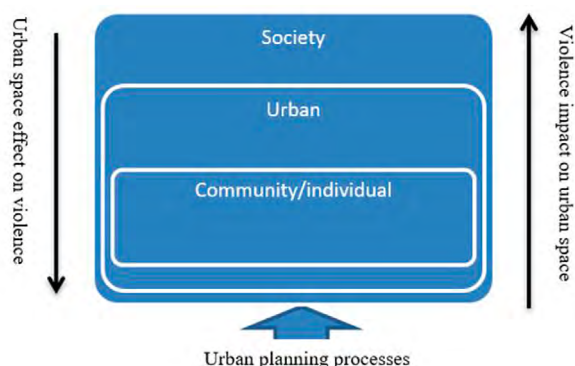 Urban space effect on violence
Society
Urban
Community/individual
Violence impact on urban space
Urban planning processes